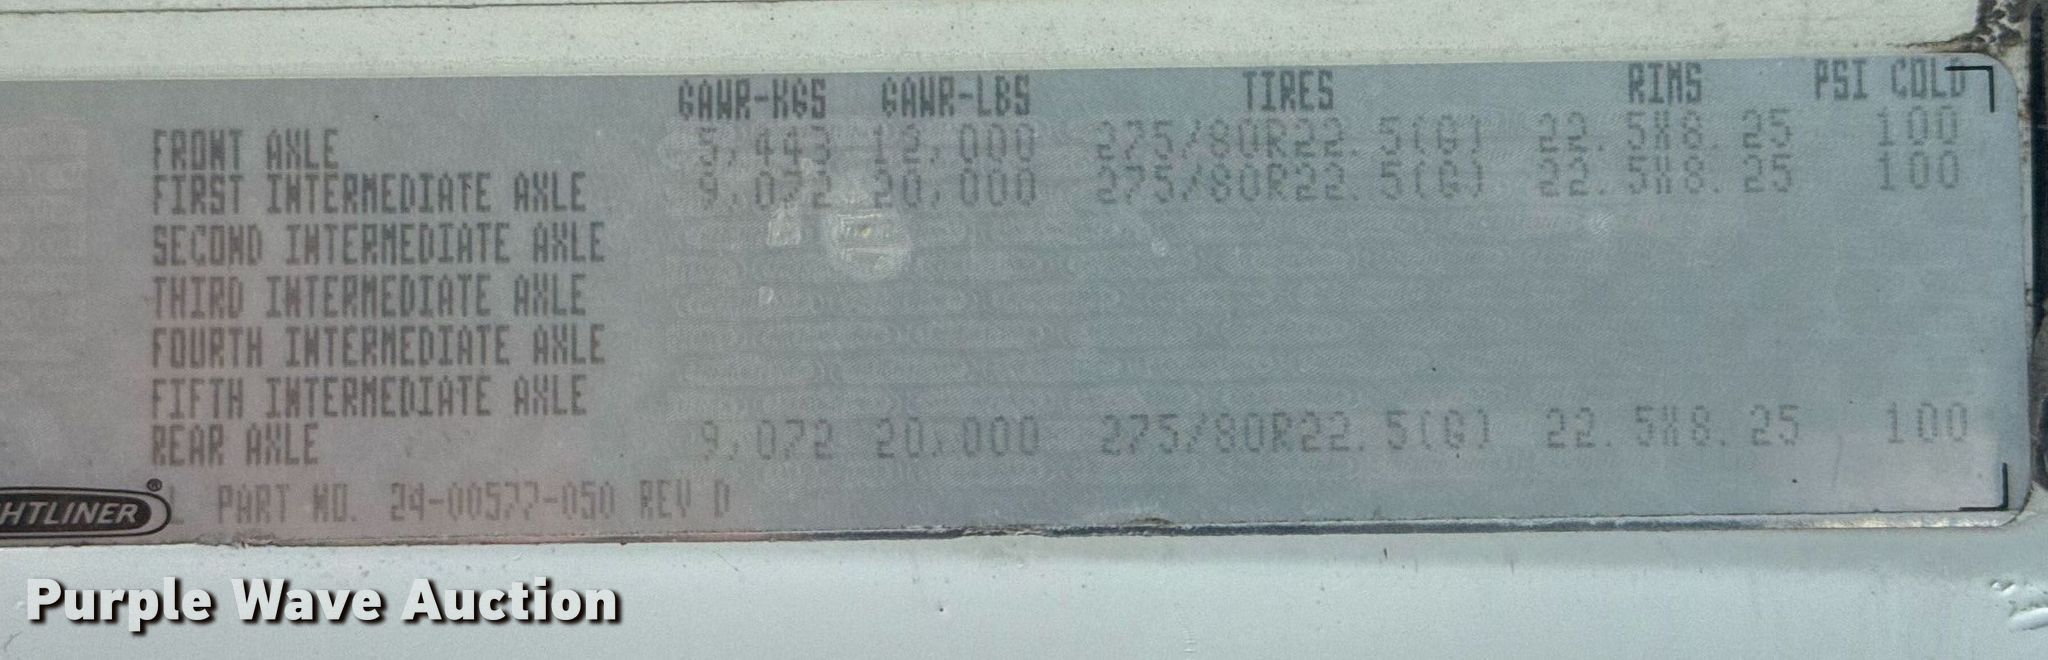 GAWR-KGS GAWR-LBS TIRES RIMS PSI COLD
FRONT AXLE 5,443 12,000 275/80R22.5(G) 22.5X8.25 100
FIRST INTERMEDIATE AXLE 9,072 20,000 275/80R22.5(G) 22.5X8.25 100
SECOND INTERMEDIATE AXLE
THIRD INTERMEDIATE AXLE
FOURTH INTERMEDIATE AXLE
FIFTH INTERMEDIATE AXLE
REAR AXLE 9,072 20,000 275/80R22.5(G) 22.5X8.25 100
HTLINER® L PART NO. 24-00577-050 REV D
Purple Wave Auction